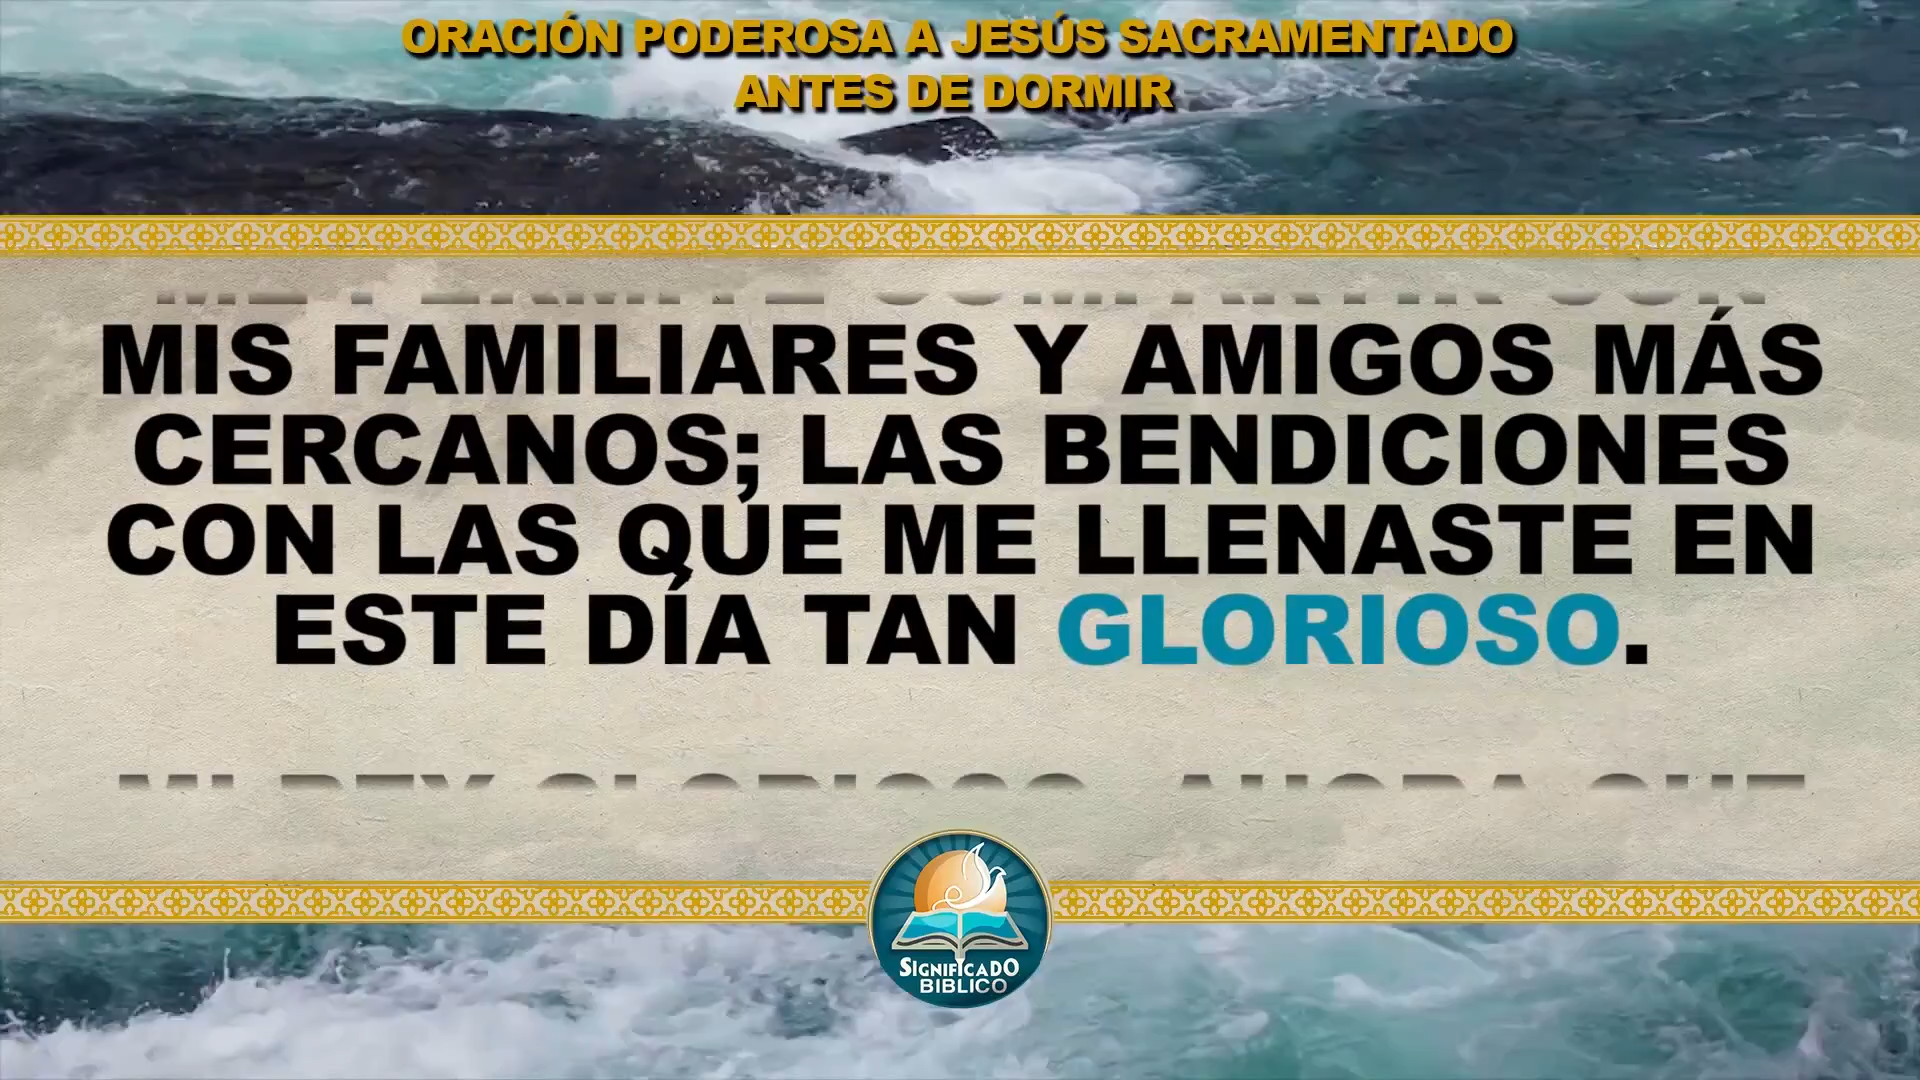 ORACIÓN PODEROSA A JESÚS SACRAMENTADO
ANTES DE DORMIR
MIS FAMILIARES Y AMIGOS MÁS
CERCANOS; LAS BENDICIONES
CON LAS QUE ME LLENASTE EN
ESTE DÍA TAN GLORIOSO.
SIGNIFICADO
BIBLICO